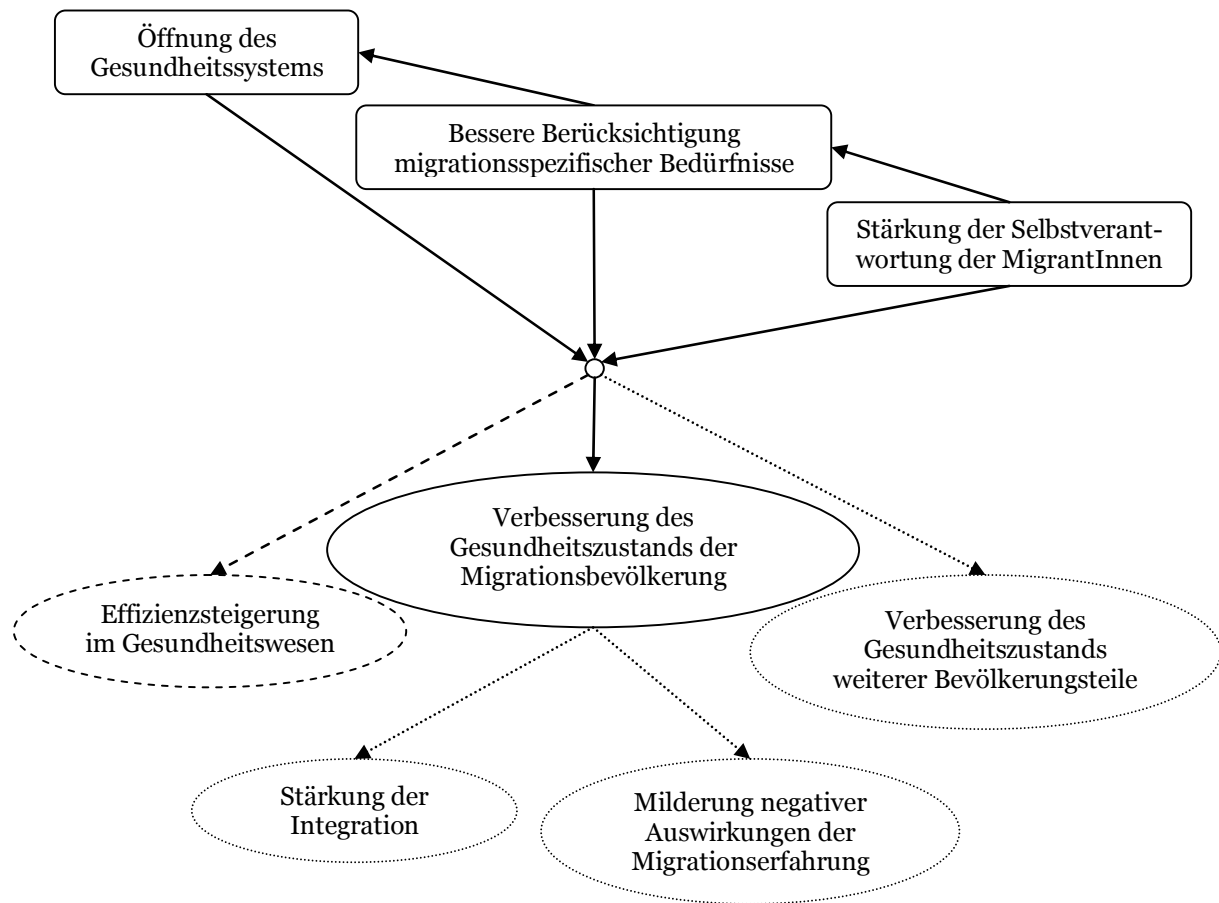 Öffnung des
Gesundheitssystems
Bessere Berücksichtigung
migrationsspezifischer Bedürfnisse
Stärkung der Selbstverant-
wortung der MigrantInnen
Verbesserung des
Gesundheitszustands der
Migrationsbevölkerung
Effizienzsteigerung
im Gesundheitswesen
Verbesserung des
Gesundheitszustands
weiterer Bevölkerungsteile
Stärkung der
Integration
Milderung negativer
Auswirkungen der
Migrationserfahrung